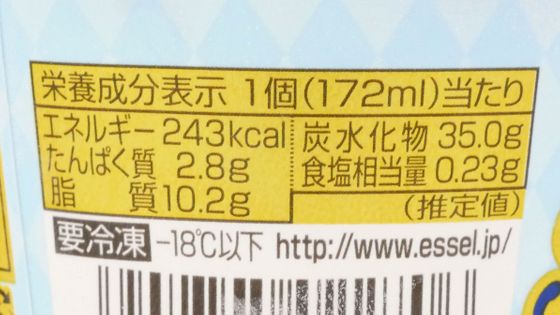 栄養成分表示 1個(172ml)当たり
エネルギー 243kcal
たんぱく質 2.8g
脂 質 10.2g
炭水化物 35.0g
食塩相当量 0.23g
(推定値)
要冷凍 -18℃以下 http://www.essel.jp/